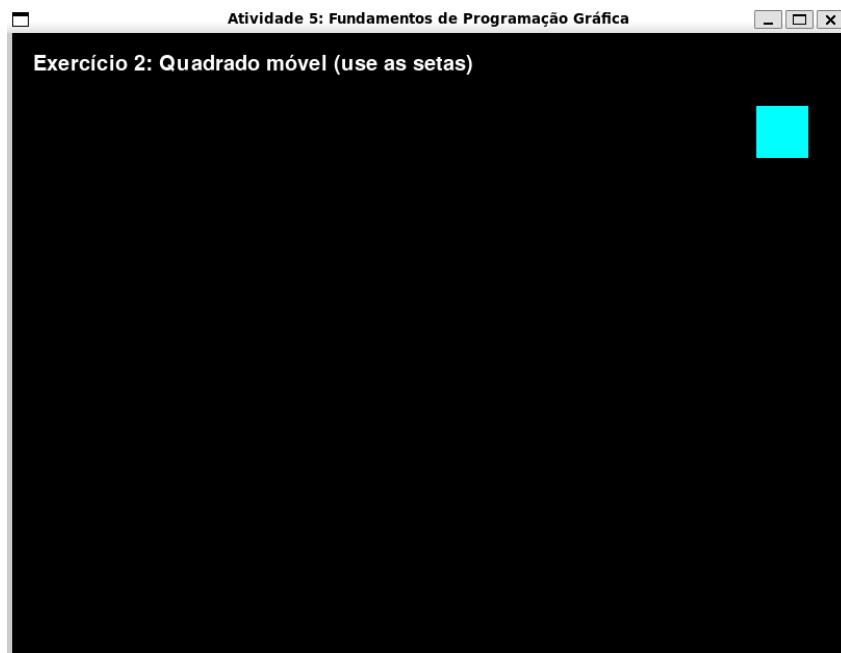 Atividade 5: Fundamentos de Programação Gráfica
Exercício 2: Quadrado móvel (use as setas)